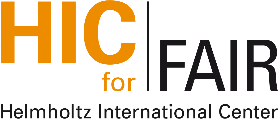 HIC
for FAIR
Helmholtz International Center